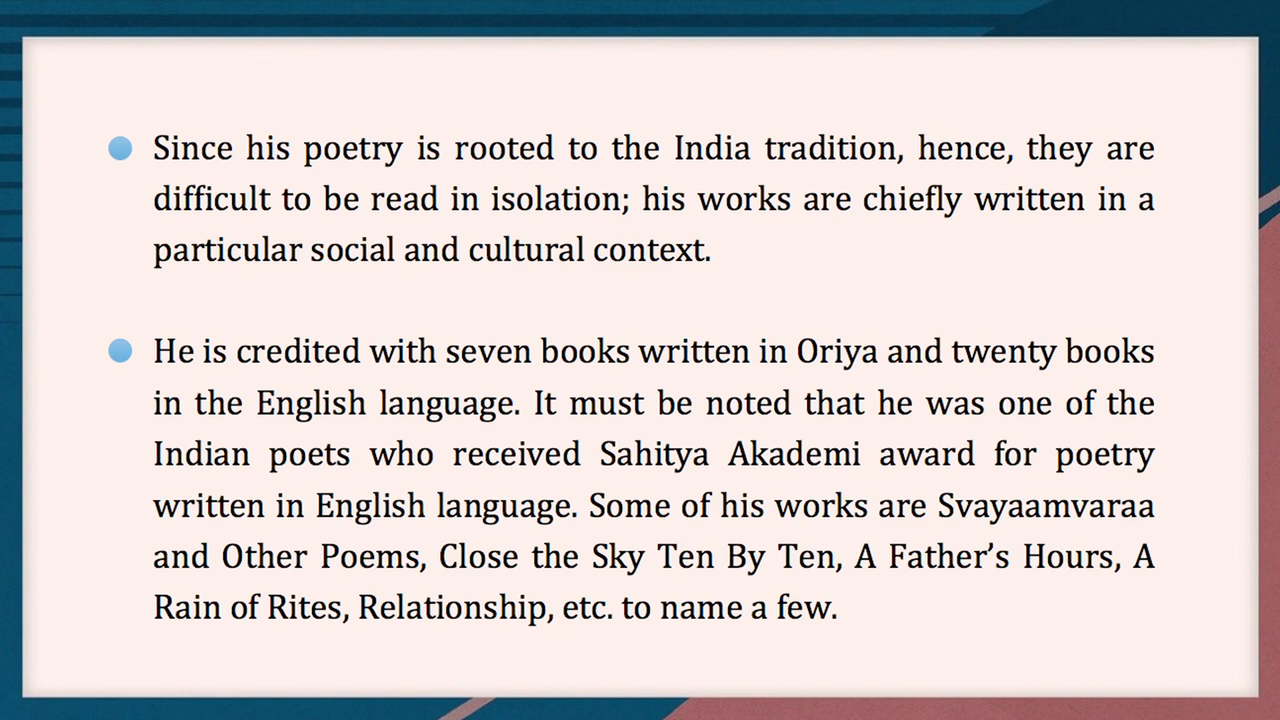 Since his poetry is rooted to the India tradition, hence, they are
difficult to be read in isolation; his works are chiefly written in a
particular social and cultural context.
He is credited with seven books written in Oriya and twenty books
in the English language. It must be noted that he was one of the
Indian poets who received Sahitya Akademi award for poetry
written in English language. Some of his works are Svayaamvaraa
and Other Poems, Close the Sky Ten By Ten, A Father’s Hours, A
Rain of Rites, Relationship, etc. to name a few.